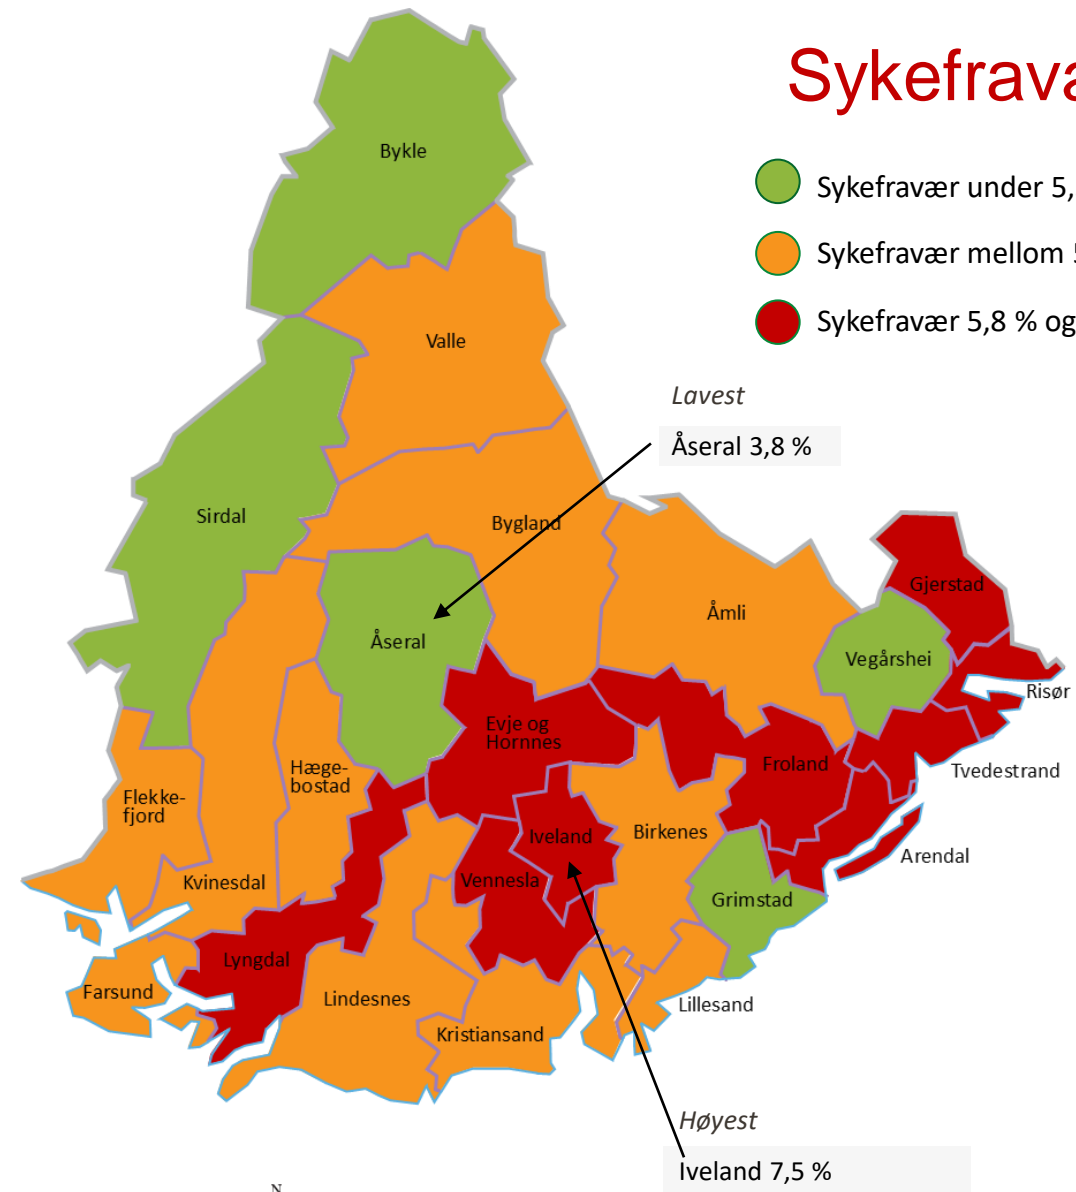 Sykefravæ
Sykefravær under 5,
Sykefravær mellom 5
Sykefravær 5,8 % og
Lavest
Åseral 3,8 %
Bykle
Valle
Sirdal
Bygland
Åseral
Åmli
Gjerstad
Vegårshei
Risør
Evje og
Hornnes
Froland
Tvedestrand
Hæge-
bostad
Flekke-
fjord
Iveland
Birkenes
Arendal
Kvinesdal
Vennesla
Grimstad
Lyngdal
Farsund
Lindesnes
Lillesand
Kristiansand
Høyest
Iveland 7,5 %
N